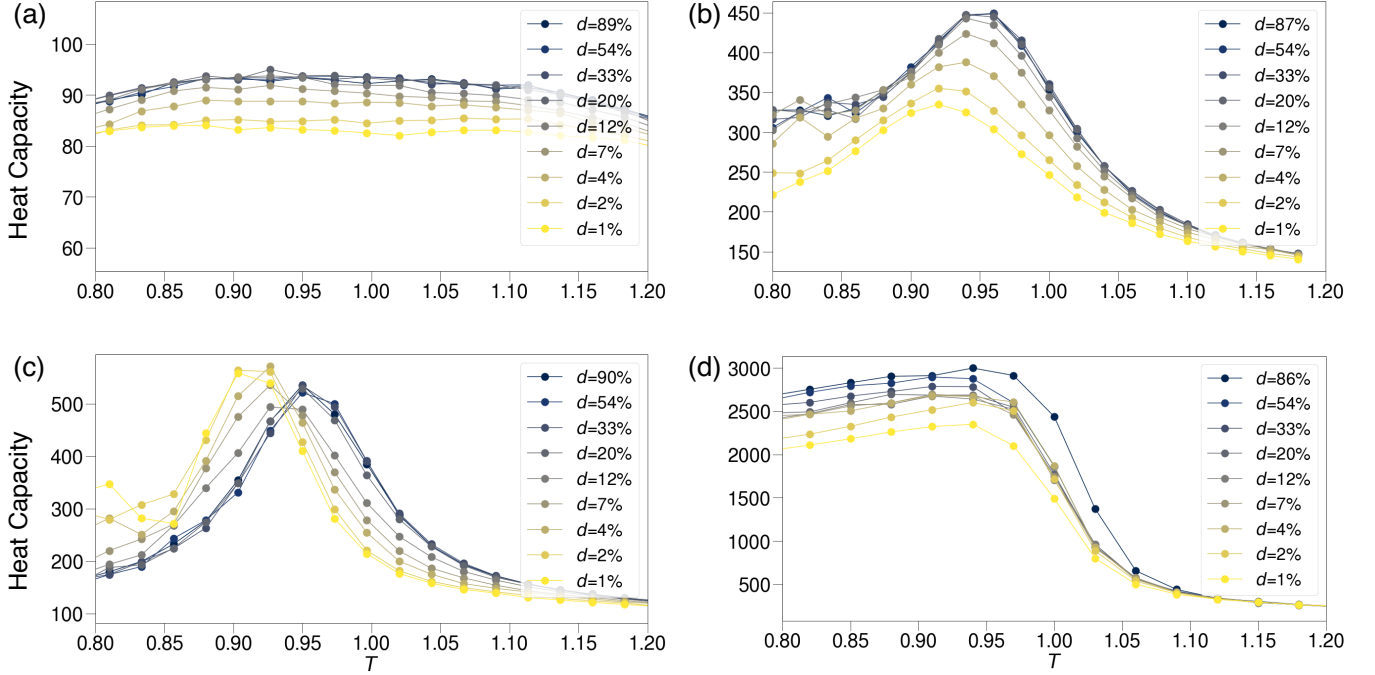 (a)
Heat Capacity
100
90
80
70
60
0.80 0.85 0.90 0.95 1.00 1.05 1.10 1.15 1.20
d=89%
d=54%
d=33%
d=20%
d=12%
d=7%
d=4%
d=2%
d=1%
(b)
450
400
350
300
250
200
150
0.80 0.85 0.90 0.95 1.00 1.05 1.10 1.15 1.20
d=87%
d=54%
d=33%
d=20%
d=12%
d=7%
d=4%
d=2%
d=1%
(c)
Heat Capacity
500
400
300
200
100
0.80 0.85 0.90 0.95 1.00 1.05 1.10 1.15 1.20
T
d=90%
d=54%
d=33%
d=20%
d=12%
d=7%
d=4%
d=2%
d=1%
(d)
3000
2500
2000
1500
1000
500
0.80 0.85 0.90 0.95 1.00 1.05 1.10 1.15 1.20
T
d=86%
d=54%
d=33%
d=20%
d=12%
d=7%
d=4%
d=2%
d=1%